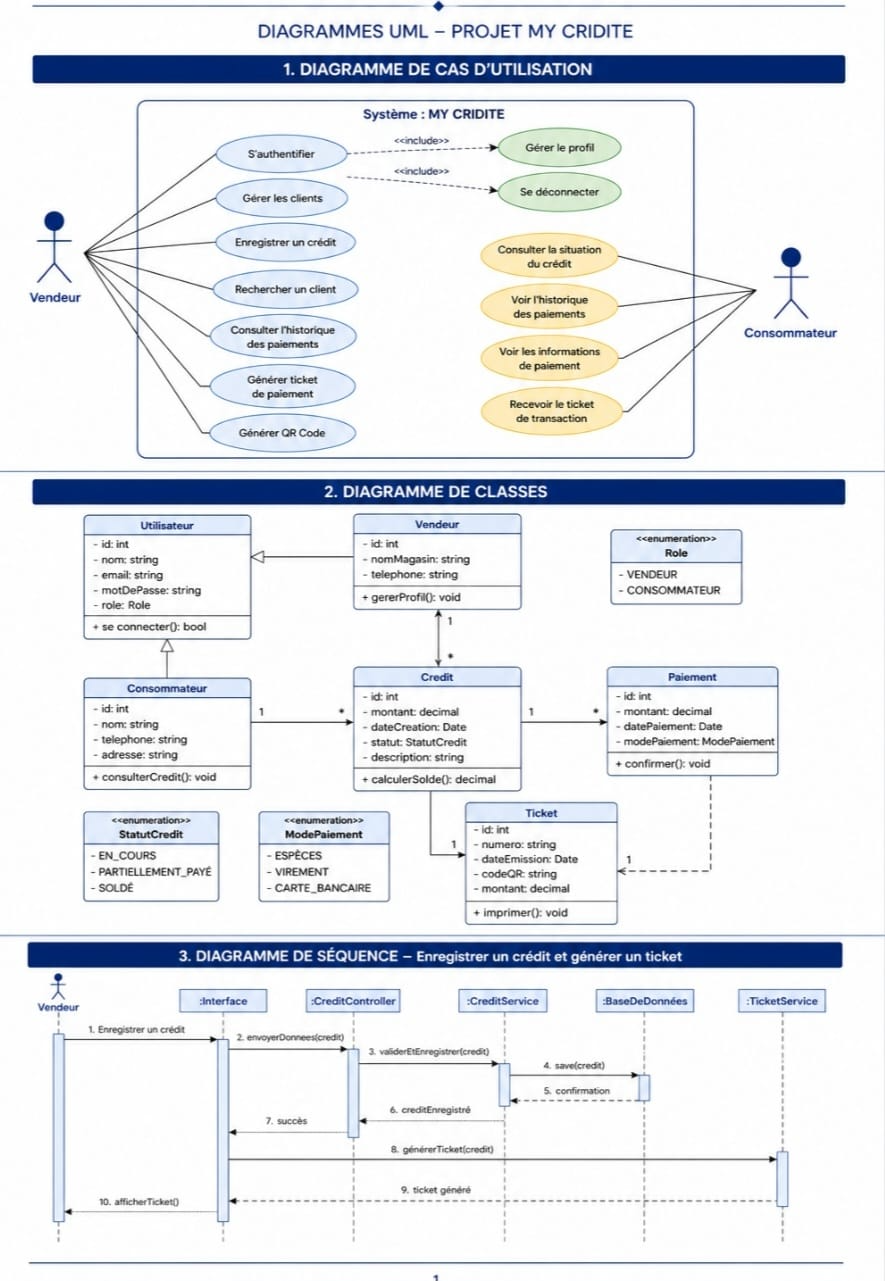 DIAGRAMMES UML – PROJET MY CRIDITE
1. DIAGRAMME DE CAS D'UTILISATION
Système : MY CRIDITE
S'authentifier
<<include>>
Gérer le profil
<<include>>
Se déconnecter
Gérer les clients
Enregistrer un crédit
Rechercher un client
Consulter l'historique
des paiements
Générer ticket
de paiement
Générer QR Code
Vendeur
Consulter la situation
du crédit
Voir l'historique
des paiements
Voir les informations
de paiement
Recevoir le ticket
de transaction
Consommateur
2. DIAGRAMME DE CLASSES
Utilisateur
- id: int
- nom: string
- email: string
- motDePasse: string
- role: Role
+ se connecter(): bool
Vendeur
- id: int
- nomMagasin: string
- telephone: string
+ gererProfil(): void
<<enumeration>>
Role
- VENDEUR
- CONSOMMATEUR
1
*
Consommateur
- id: int
- nom: string
- telephone: string
- adresse: string
+ consulterCredit(): void
1
*
Credit
- id: int
- montant: decimal
- dateCreation: Date
- statut: StatutCredit
- description: string
+ calculerSolde(): decimal
1
*
Paiement
- id: int
- montant: decimal
- datePaiement: Date
- modePaiement: ModePaiement
+ confirmer(): void
<<enumeration>>
StatutCredit
- EN_COURS
- PARTIELLEMENT_PAYÉ
- SOLDÉ
<<enumeration>>
ModePaiement
- ESPÈCES
- VIREMENT
- CARTE_BANCAIRE
1
Ticket
- id: int
- numero: string
- dateEmission: Date
- codeQR: string
- montant: decimal
+ imprimer(): void
1
3. DIAGRAMME DE SÉQUENCE – Enregistrer un crédit et générer un ticket
Vendeur
:Interface
:CreditController
:CreditService
:BaseDeDonnées
:TicketService
1. Enregistrer un crédit
2. envoyerDonnees(credit)
3. validerEtEnregistrer(credit)
4. save(credit)
5. confirmation
6. creditEnregistré
7. succès
8. générerTicket(credit)
9. ticket généré
10. afficherTicket()
1